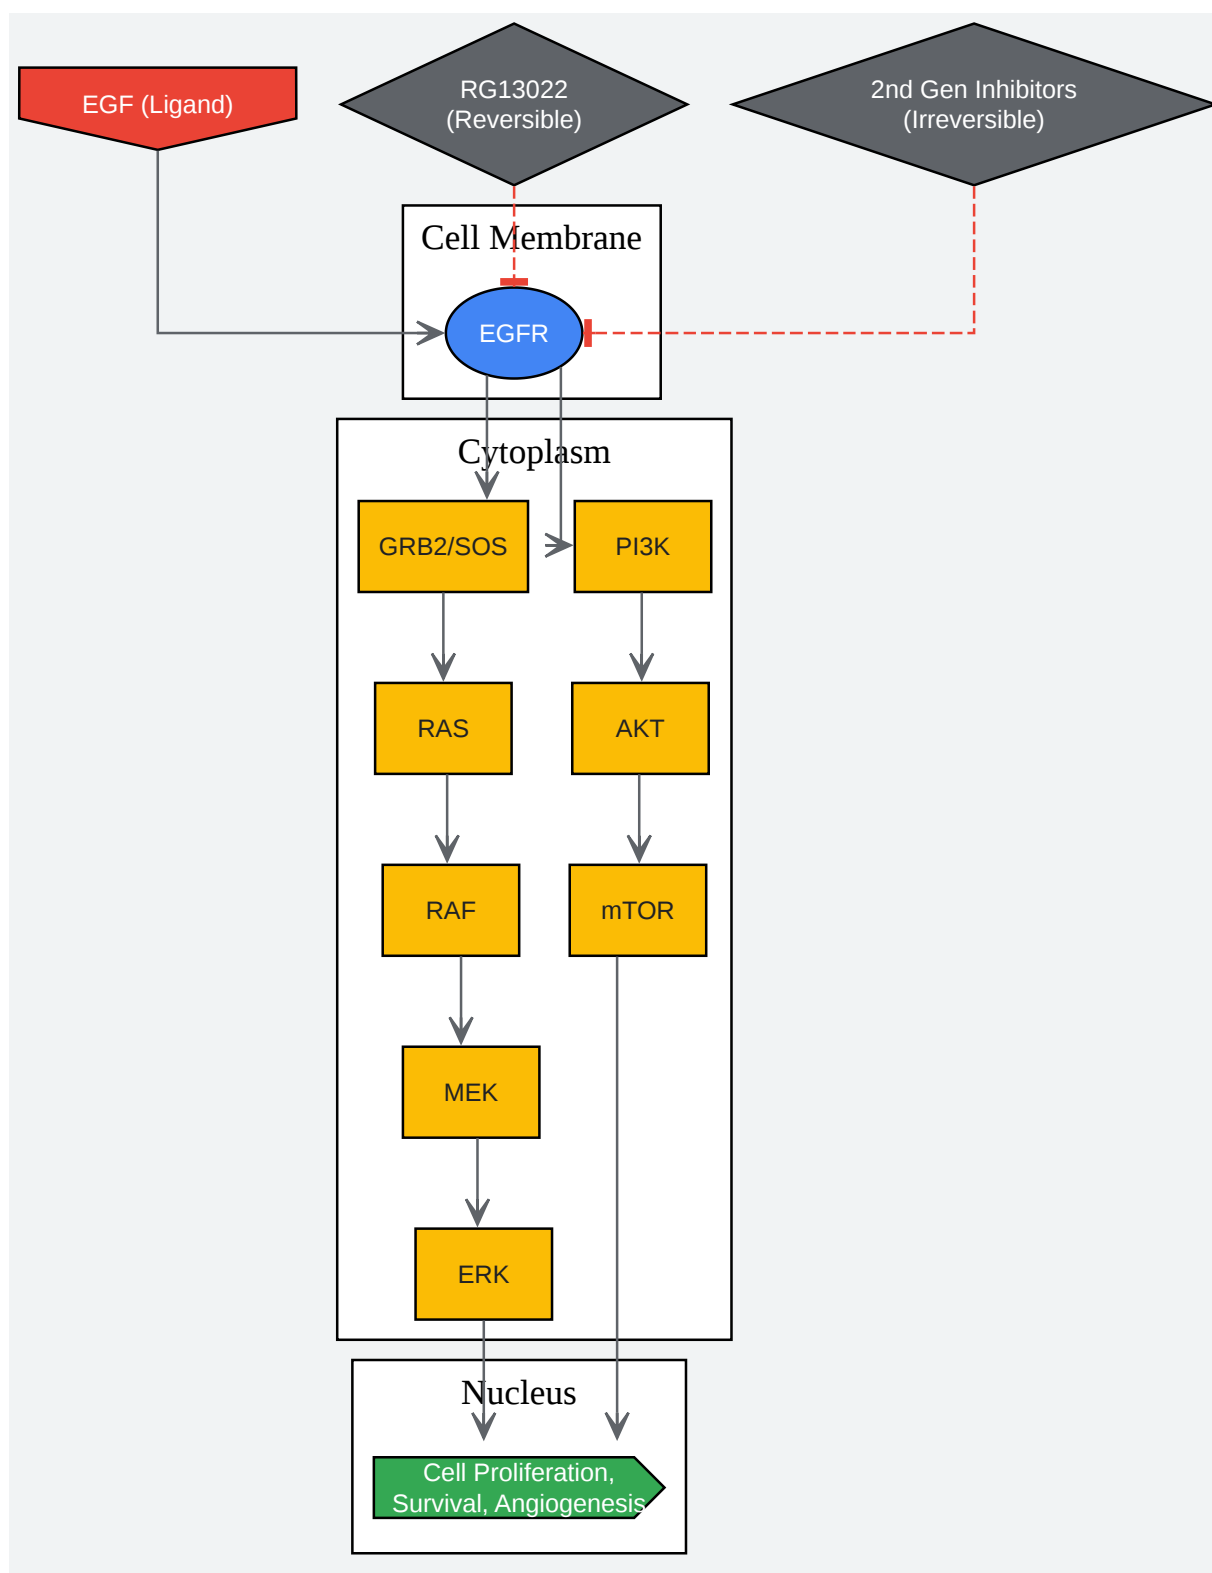 EGF (Ligand)
RG13022
(Reversible)
2nd Gen Inhibitors
(Irreversible)
Cell Membrane
EGFR
Cytoplasm
GRB2/SOS
PI3K
RAS
AKT
RAF
mTOR
MEK
ERK
Nucleus
Cell Proliferation,
Survival, Angiogenesis